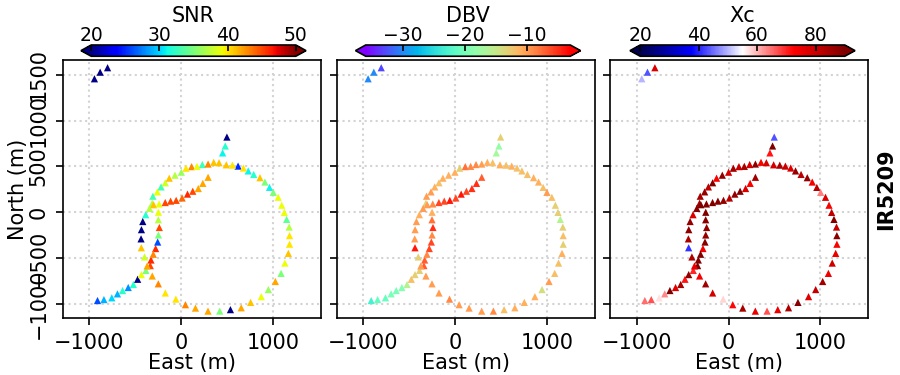 SNR DBV Xc
20 30 40 50 −30 −20 −10 20 40 60 80
1500
1000
500
0
−500
−1000
North (m)
IR5209
−1000 0 1000 −1000 0 1000 −1000 0 1000
East (m) East (m) East (m)